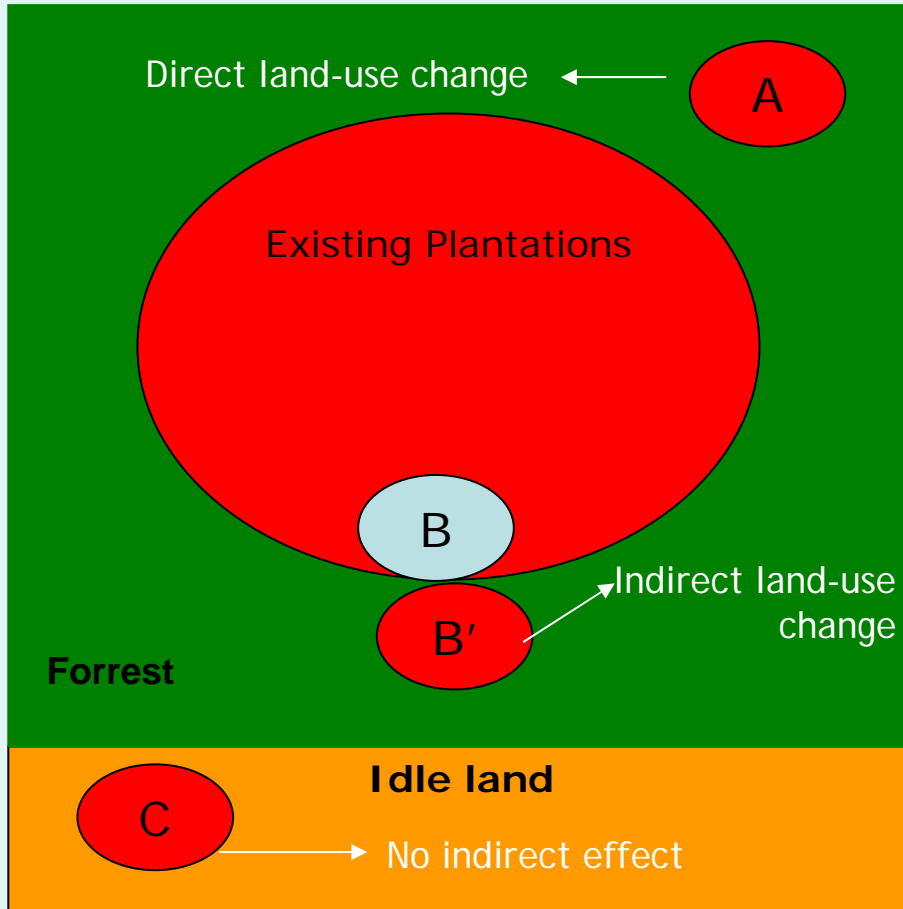 Direct land-use change
A
Existing Plantations
B
Indirect land-use
change
B′
Forrest
Idle land
C
No indirect effect